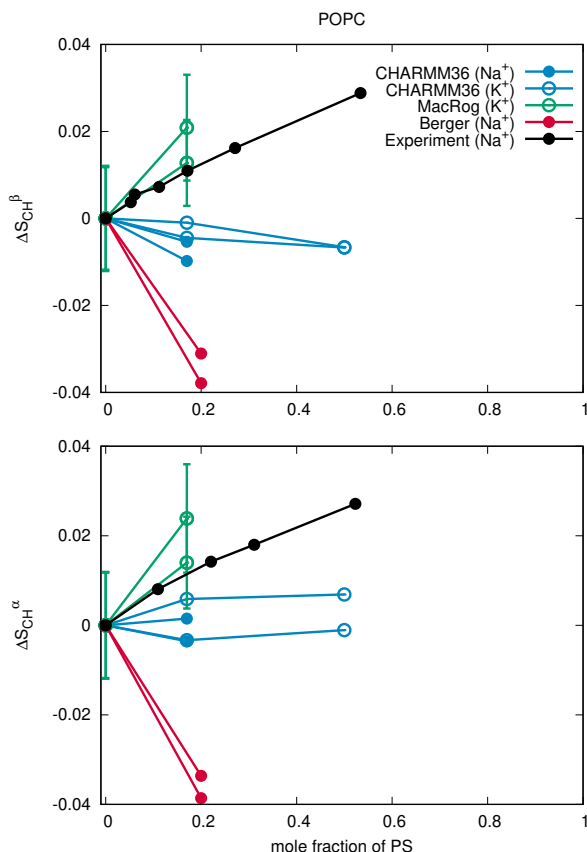 POPC
0.04
0.02
0
-0.02
-0.04
ΔS_CH^β
CHARMM36 (Na⁺)
CHARMM36 (K⁺)
MacRog (K⁺)
Berger (Na⁺)
Experiment (Na⁺)
0 0.2 0.4 0.6 0.8 1
0.04
0.02
0
-0.02
-0.04
ΔS_CH^α
0 0.2 0.4 0.6 0.8 1
mole fraction of PS